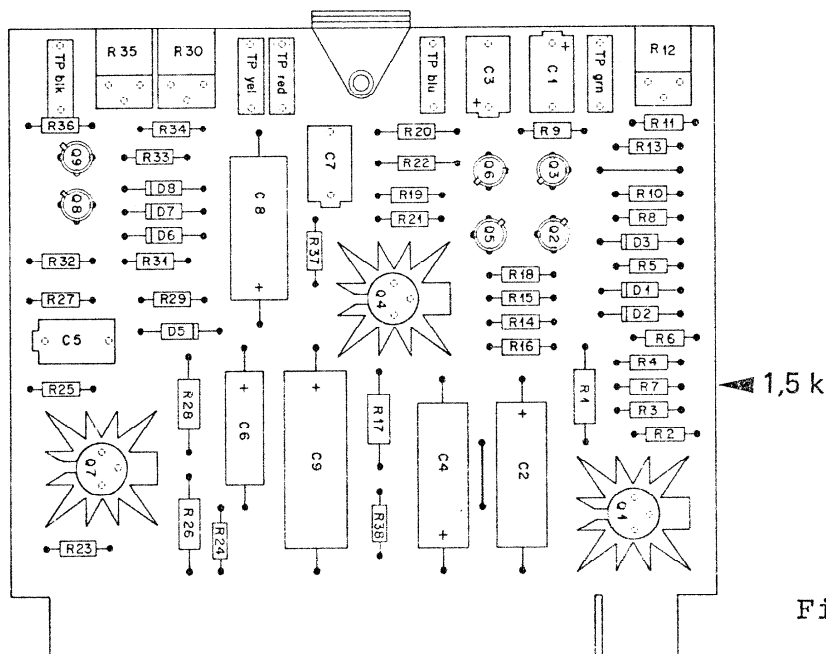 TP blk R35 R30 TP yel TP red TP blu C3 + C1 + TP grn R12
R36 R34 R20 R9 R11
Q9 R33 C7 R22 Q6 Q3 R13
Q8 D8 C8 R19 R10
D7 R21 R8
D6 R37 Q5 Q2 D3
R32 R31 + R18 R5
R27 R29 Q4 R15 D1
C5 D5 R14 D2
R16 R6
R25 R28 + + R17 R1 R4
C6 C9 C4 + C2 R7 1,5 k
R3
Q7 R2
R26 R24 R38 + Q1
R23
Fi